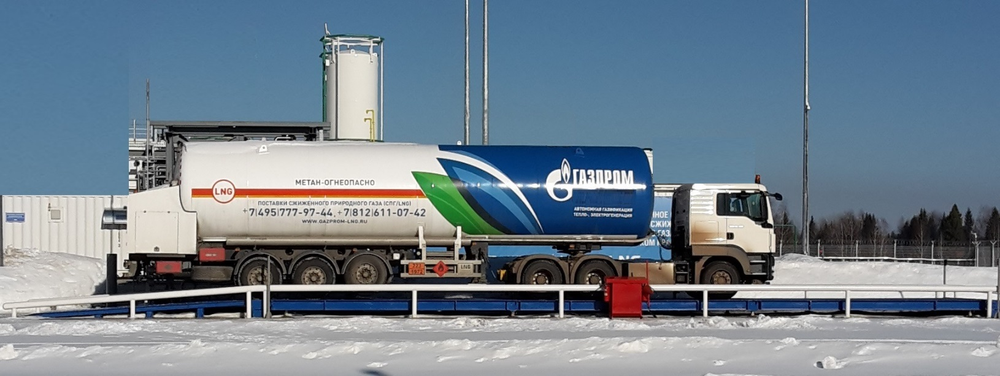 LNG
МЕТАН-ОГНЕОПАСНО
ПОСТАВКИ СЖИЖЕННОГО ПРИРОДНОГО ГАЗА (СПГ/LNG)
+7|495|777-97-44, +7|812|611-07-42
WWW.GAZPROM-LNG.RU
ГАЗПРОМ
АВТОНОМНАЯ ГАЗИФИКАЦИЯ
ТЕПЛО-, ЭЛЕКТРОГЕНЕРАЦИЯ
223
1972
LNG